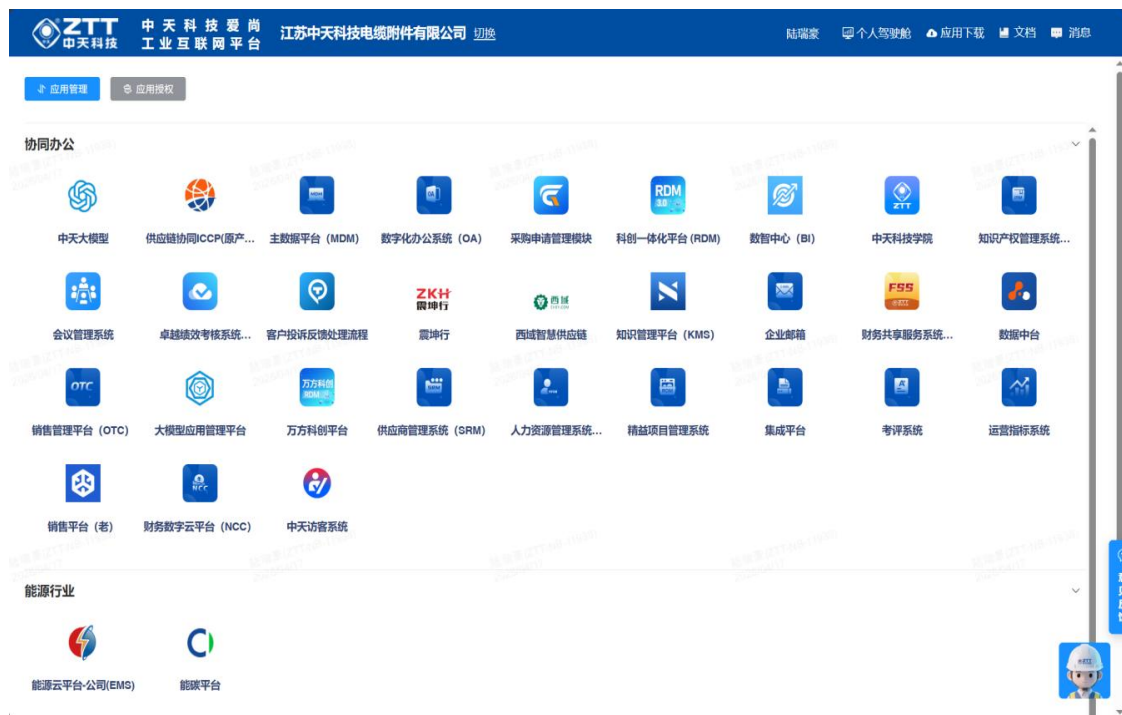 ZTT 中天科技 中天科技爱尚工业互联网平台 江苏中天科技电缆附件有限公司 切换 陆瑞豪 个人驾驶舱 应用下载 文档 消息
应用管理 应用授权
协同办公
MDM OA RDM 3.0 ZTT
中天大模型 供应链协同ICCP(原产... 主数据平台（MDM） 数字化办公系统（OA） 采购申请管理模块 科创一体化平台(RDM) 数智中心（BI） 中天科技学院 知识产权管理系统...
ZKH 震坤行 西域 FSS
会议管理系统 卓越绩效考核系统... 客户投诉反馈处理流程 震坤行 西域智慧供应链 知识管理平台（KMS） 企业邮箱 财务共享服务系统... 数据中台
OTC 万方科创 RDM
销售管理平台（OTC） 大模型应用管理平台 万方科创平台 供应商管理系统（SRM） 人力资源管理系统... 精益项目管理系统 集成平台 考评系统 运营指标系统
NCC
销售平台（老） 财务数字云平台（NCC） 中天访客系统
能源行业
能源云平台-公司(EMS) 能碳平台